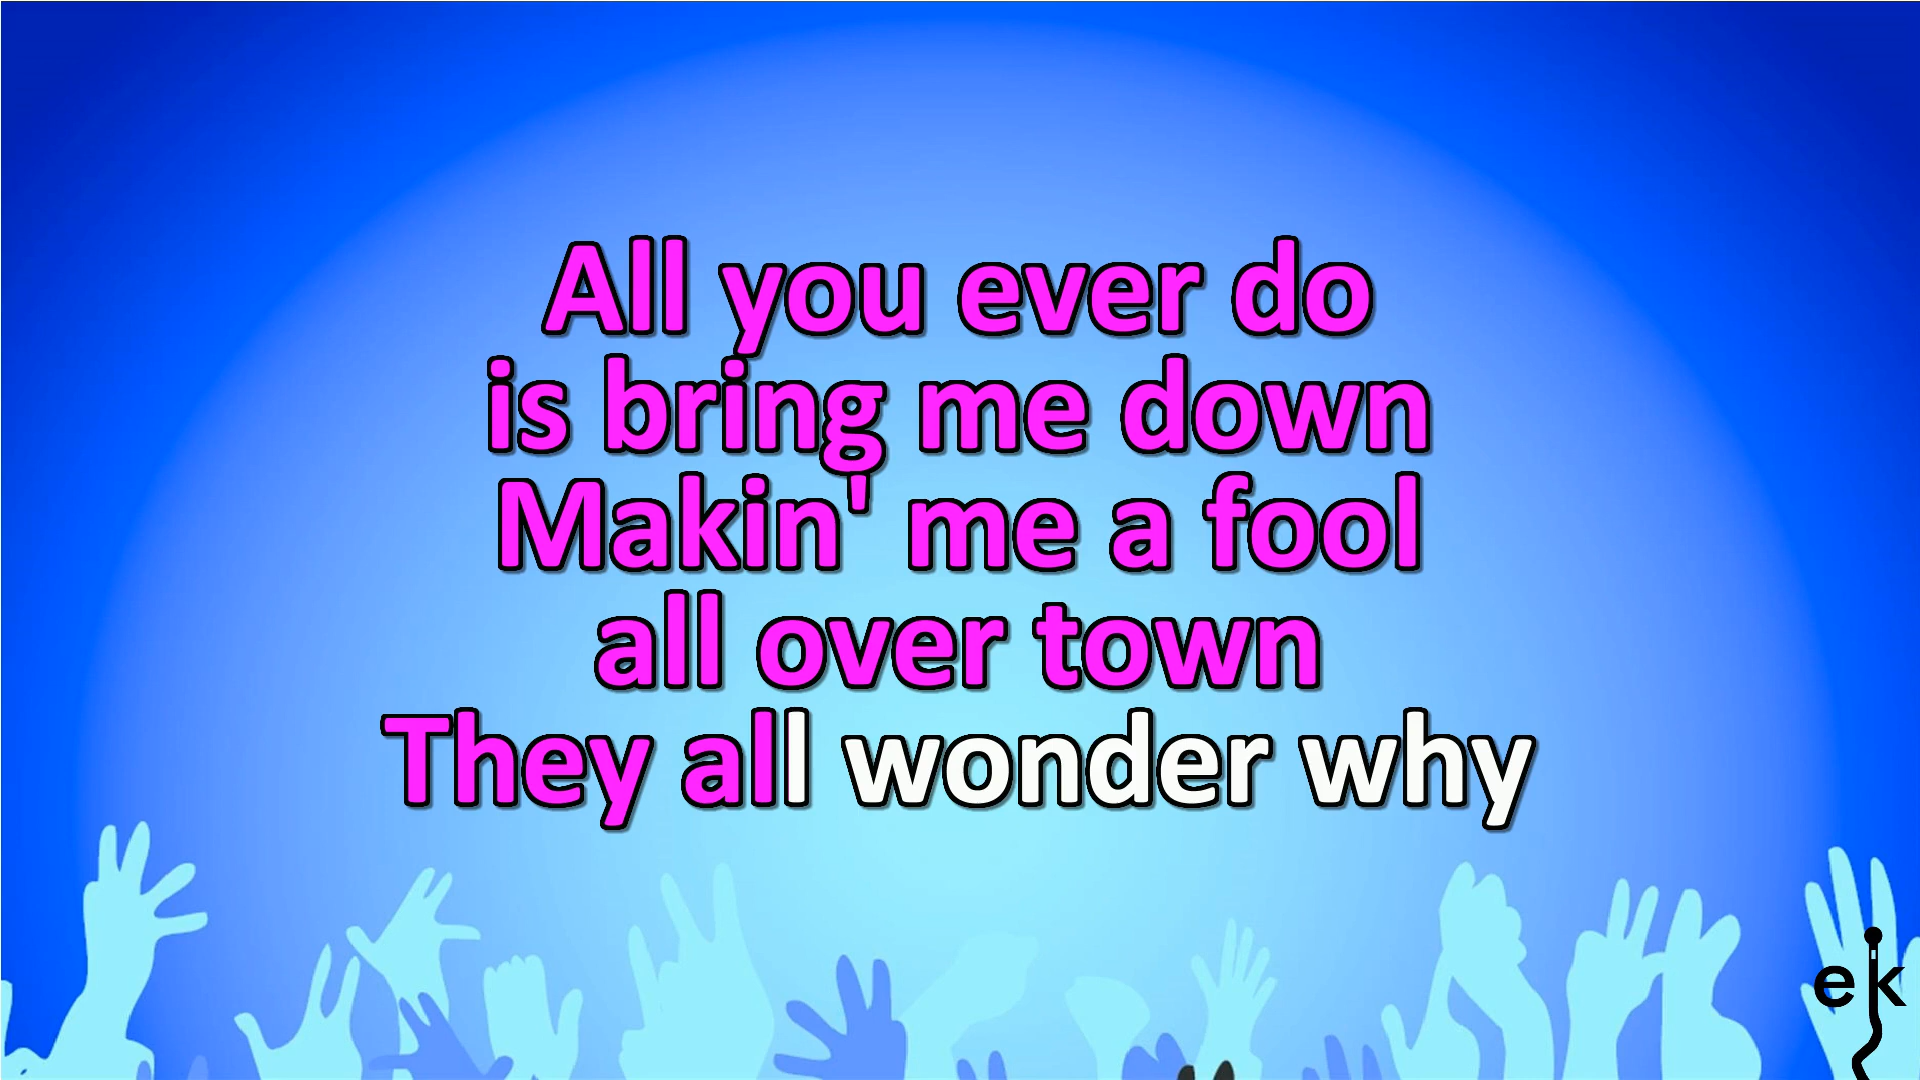 All you ever do
is bring me down
Makin' me a fool
all over town
They all wonder why
ek